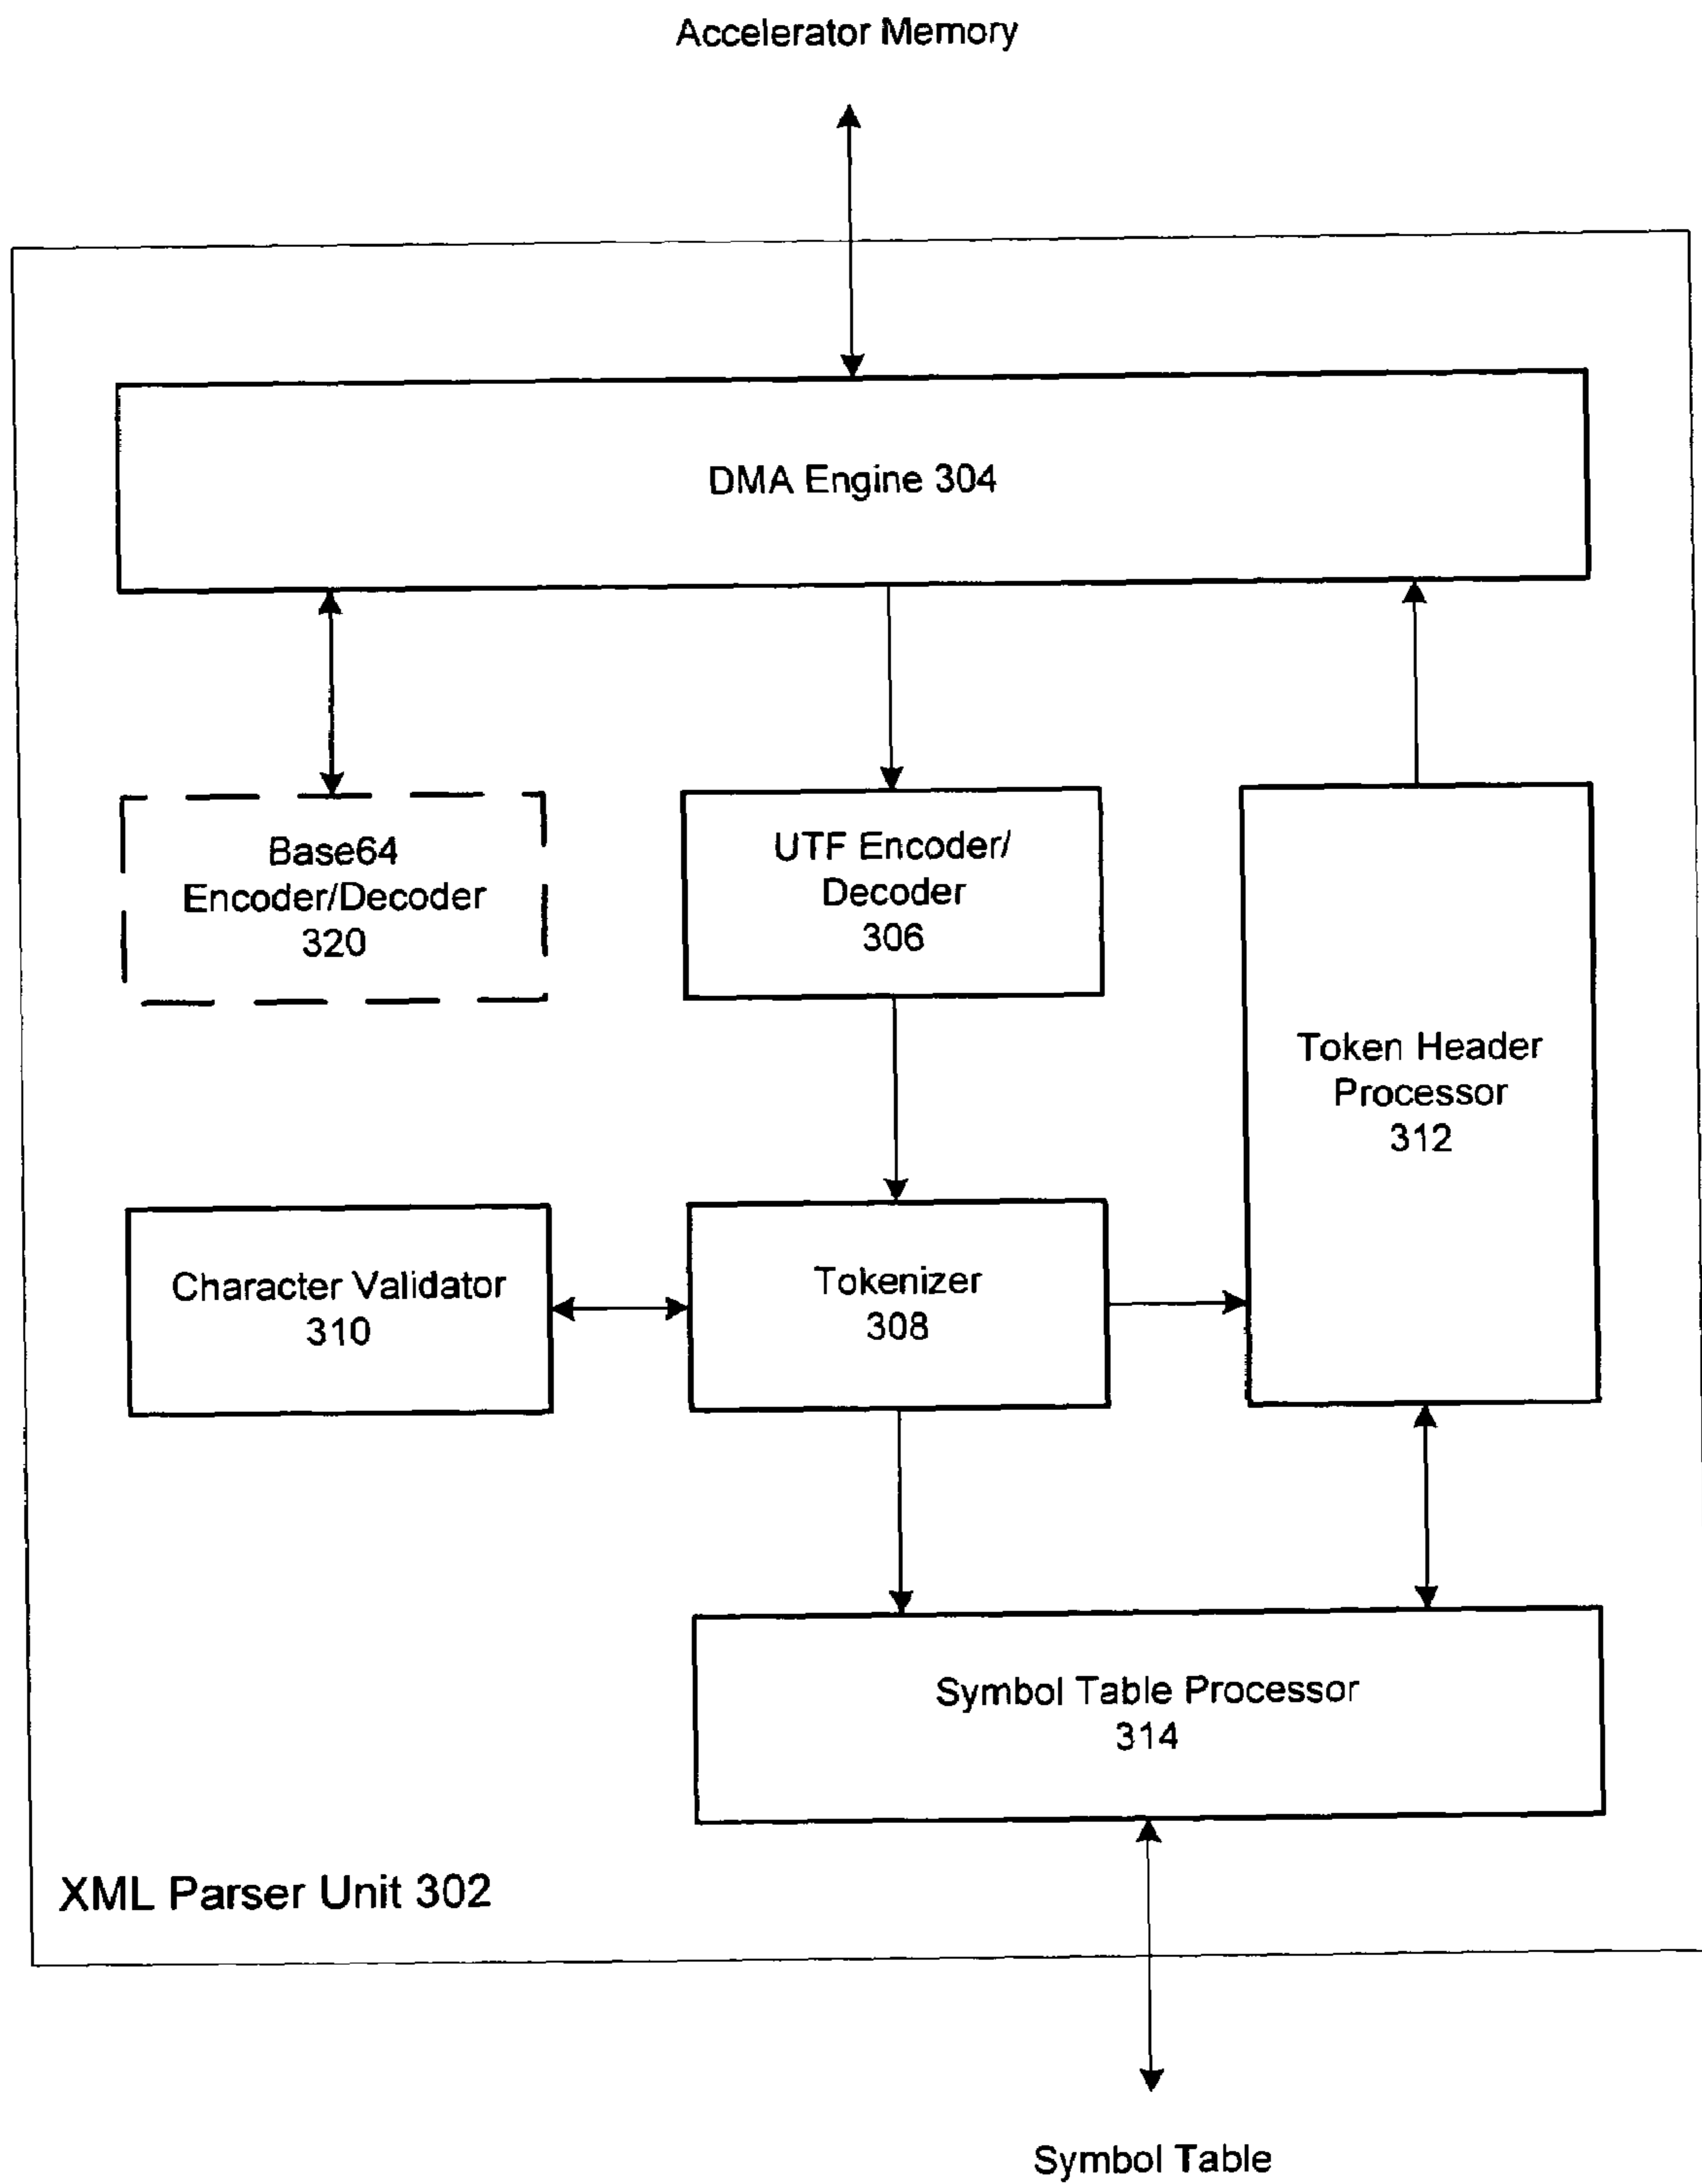 Accelerator Memory
DMA Engine 304
Base64
Encoder/Decoder
320
UTF Encoder/
Decoder
306
Token Header
Processor
312
Character Validator
310
Tokenizer
308
Symbol Table Processor
314
XML Parser Unit 302
Symbol Table